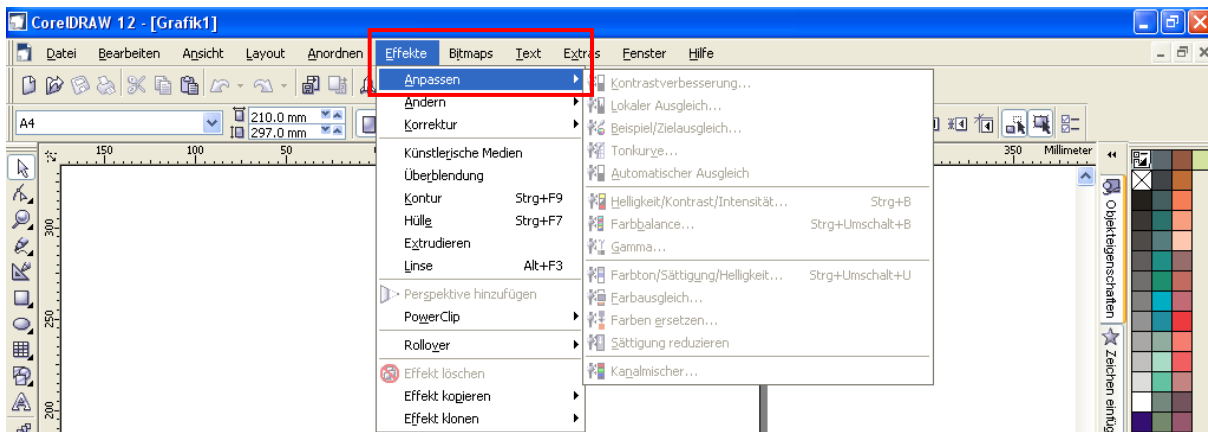 CorelDRAW 12 - [Grafik1]
Datei Bearbeiten Ansicht Layout Anordnen Effekte Bitmaps Text Extras Fenster Hilfe
A4
210.0 mm
297.0 mm
150 100 50 350 Millimeter
300
250
200
Anpassen
Ändern
Korrektur
Künstlerische Medien
Überblendung
Kontur Strg+F9
Hülle Strg+F7
Extrudieren
Linse Alt+F3
Perspektive hinzufügen
PowerClip
Rollover
Effekt löschen
Effekt kopieren
Effekt klonen
Kontrastverbesserung...
Lokaler Ausgleich...
Beispiel/Zielausgleich...
Tonkurve...
Automatischer Ausgleich
Helligkeit/Kontrast/Intensität... Strg+B
Farbbalance... Strg+Umschalt+B
Gamma...
Farbton/Sättigung/Helligkeit... Strg+Umschalt+U
Farbausgleich...
Farben ersetzen...
Sättigung reduzieren
Kanalmischer...
Objekteigenschaften
Zeichen einfüg